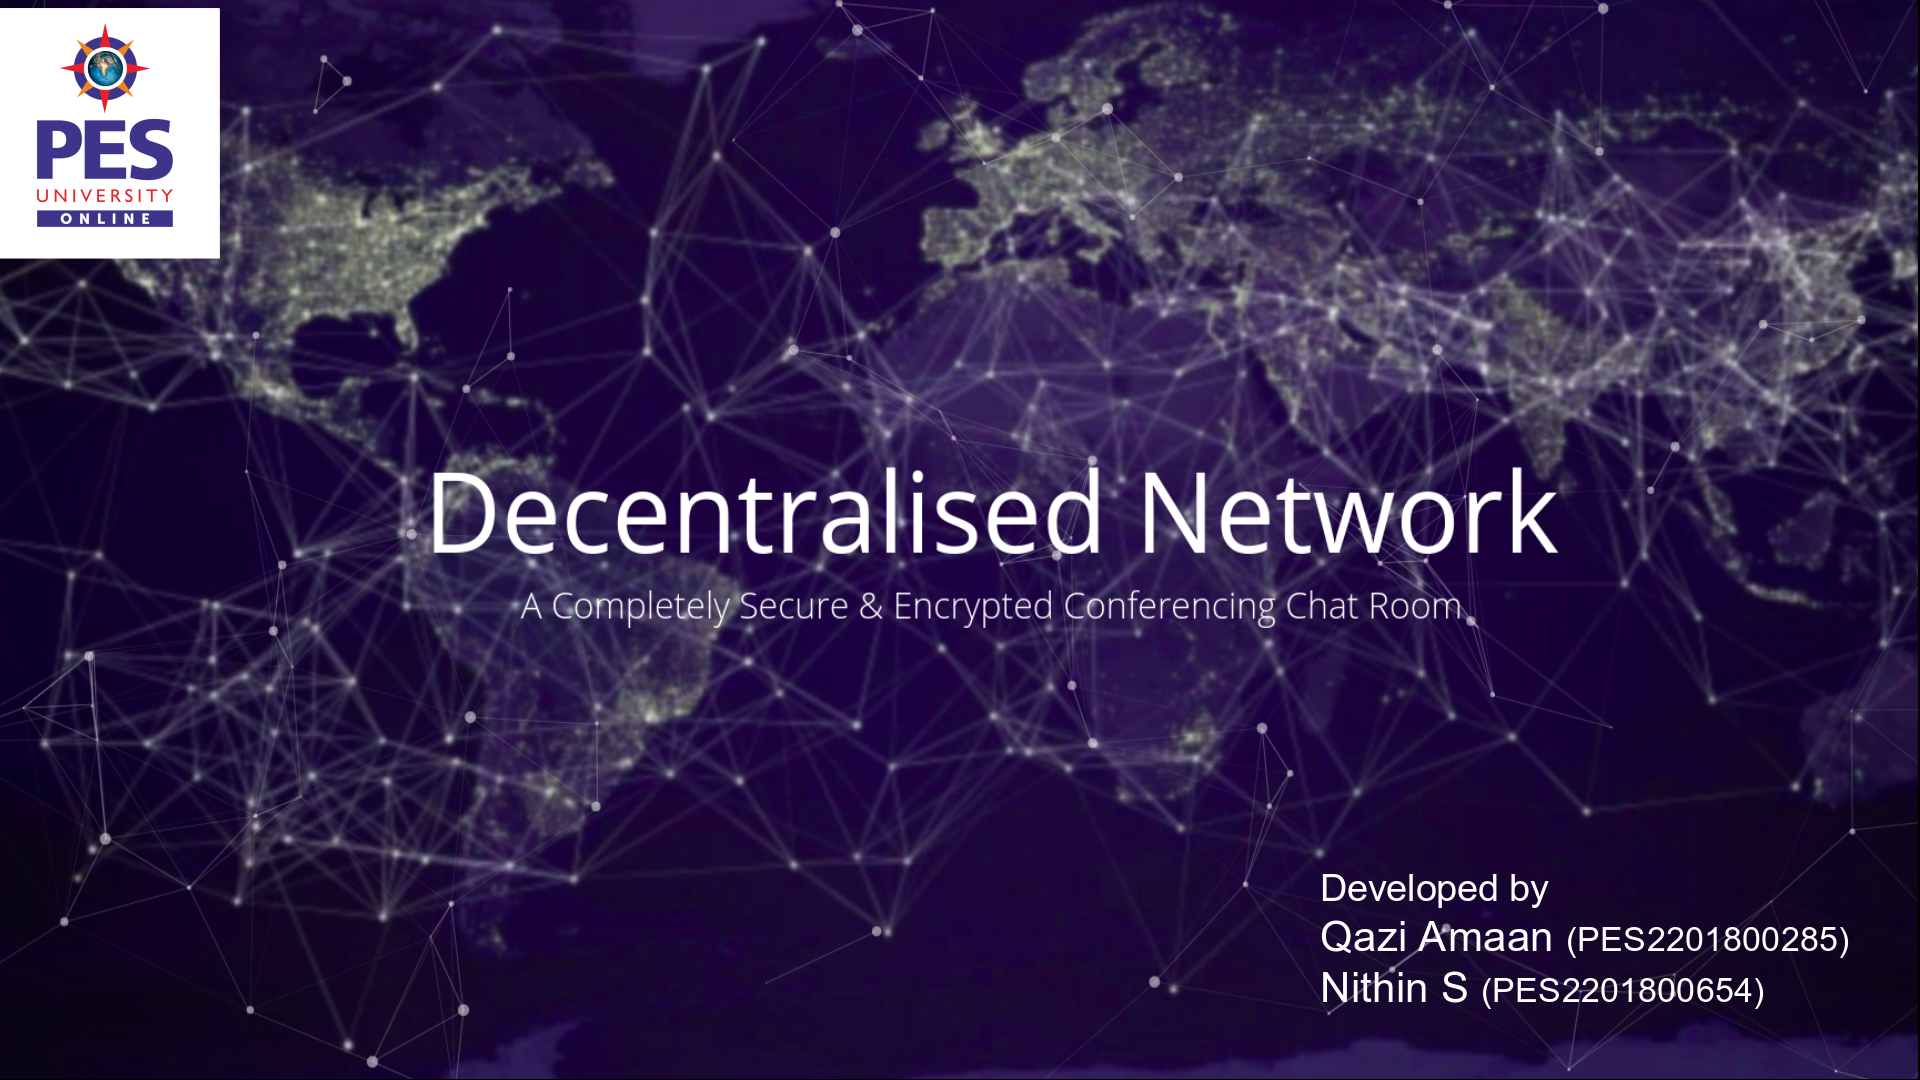 PES
UNIVERSITY
ONLINE
Decentralised Network
A Completely Secure & Encrypted Conferencing Chat Room
Developed by
Qazi Amaan (PES2201800285)
Nithin S (PES2201800654)